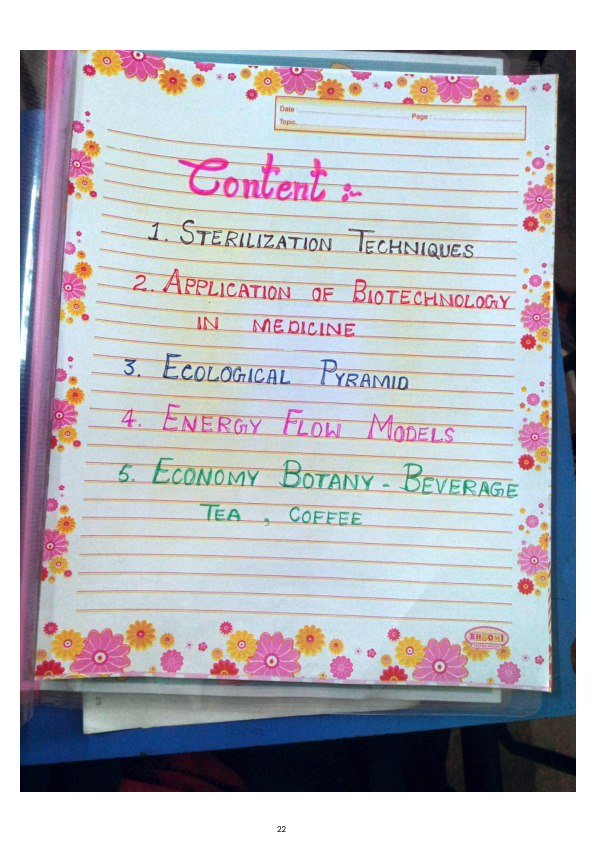 Date :
Page :
Topic
Content :-
1. STERILIZATION TECHNIQUES
2. APPLICATION OF BIOTECHNOLOGY
IN MEDICINE
3. ECOLOGICAL PYRAMID
4. ENERGY FLOW MODELS
5. ECONOMY BOTANY - BEVERAGE
TEA , COFFEE
BHOOMI
22